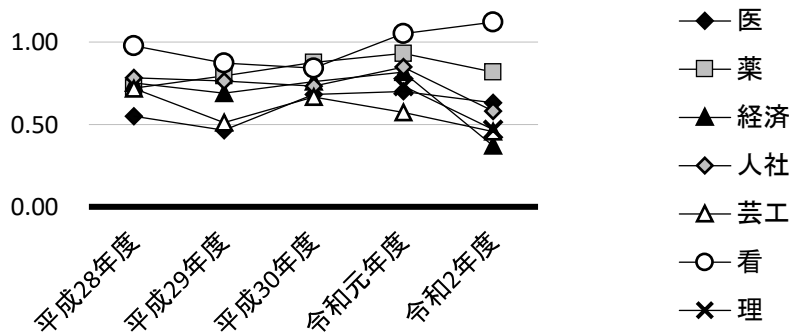 1.00
0.50
0.00
平成28年度
平成29年度
平成30年度
令和元年度
令和2年度
医
薬
経済
人社
芸工
看
理